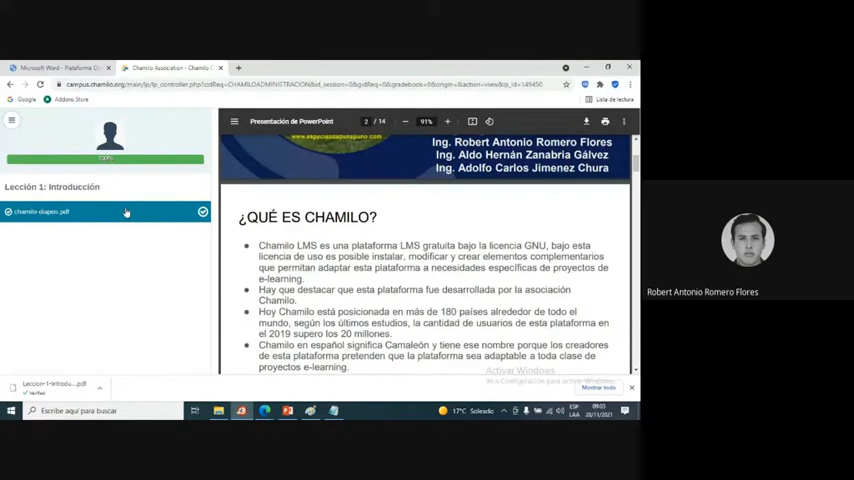 Microsoft Word - Plataforma Ch
Chamilo Association - Chamilo
campus.chamilo.org/main/lp/lp_controller.php?cidReq=CHAMILOADMINISTRACION&id_session=0&gidReq=0&gradebook=0&origin=&action=view&lp_id=149450
Google
Addons Store
Lista de lectura
Presentación de PowerPoint
2 / 14
91%
100%
www.especialidadunapuno.com
Ing. Robert Antonio Romero Flores
Ing. Aldo Hernán Zanabria Gálvez
Ing. Adolfo Carlos Jimenez Chura
Lección 1: Introducción
chamilo-diapos.pdf
¿QUÉ ES CHAMILO?
Chamilo LMS es una plataforma LMS gratuita bajo la licencia GNU, bajo esta
licencia de uso es posible instalar, modificar y crear elementos complementarios
que permitan adaptar esta plataforma a necesidades específicas de proyectos de
e-learning.
Hay que destacar que esta plataforma fue desarrollada por la asociación
Chamilo.
Hoy Chamilo está posicionada en más de 180 países alrededor de todo el
mundo, según los últimos estudios, la cantidad de usuarios de esta plataforma en
el 2019 supero los 20 millones.
Chamilo en español significa Camaleón y tiene ese nombre porque los creadores
de esta plataforma pretenden que la plataforma sea adaptable a toda clase de
proyectos e-learning.
Activar Windows
Ve a Configuración para activar Windows.
Leccion-1-Introdu....pdf
Mostrar todo
Escribe aquí para buscar
17°C Soleado
ESP
LAA
09:03
28/11/2021
Robert Antonio Romero Flores